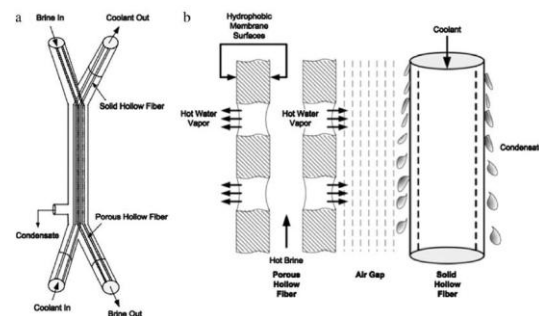 a
Brine In
Coolant Out
Solid Hollow Fiber
Condensate
Porous Hollow Fiber
Coolant In
Brine Out
b
Hydrophobic
Membrane
Surfaces
Hot Water
Vapor
Hot Water
Vapor
Hot Brine
Porous
Hollow
Fiber
Air Gap
Coolant
Condensat
Solid
Hollow
Fiber